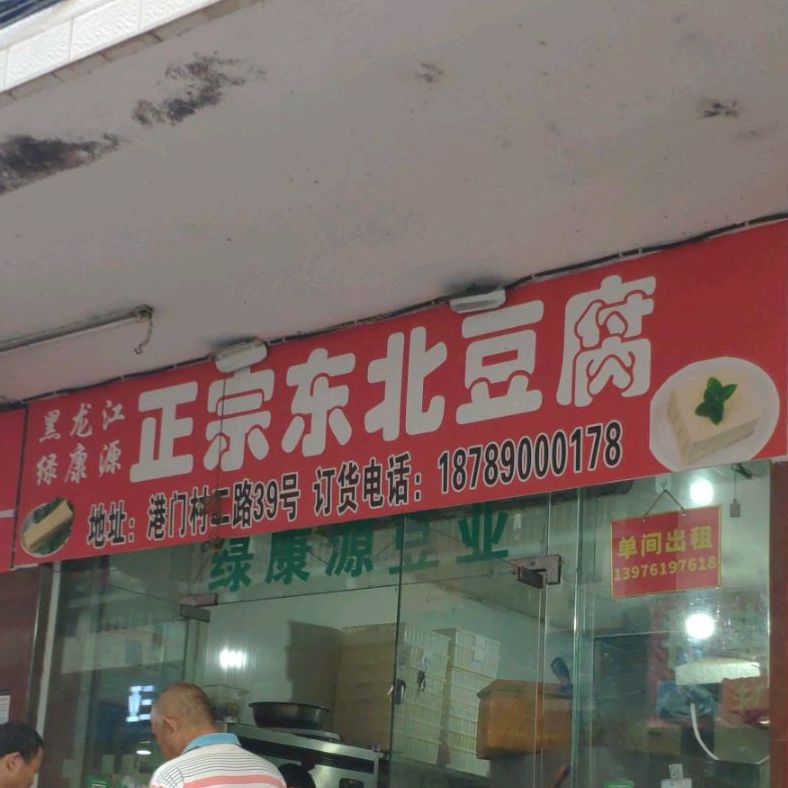 黑龙江
绿康源
正宗东北豆腐
地址：港门村二路39号 订货电话：18789000178
绿康源豆业
单间出租
13976197618